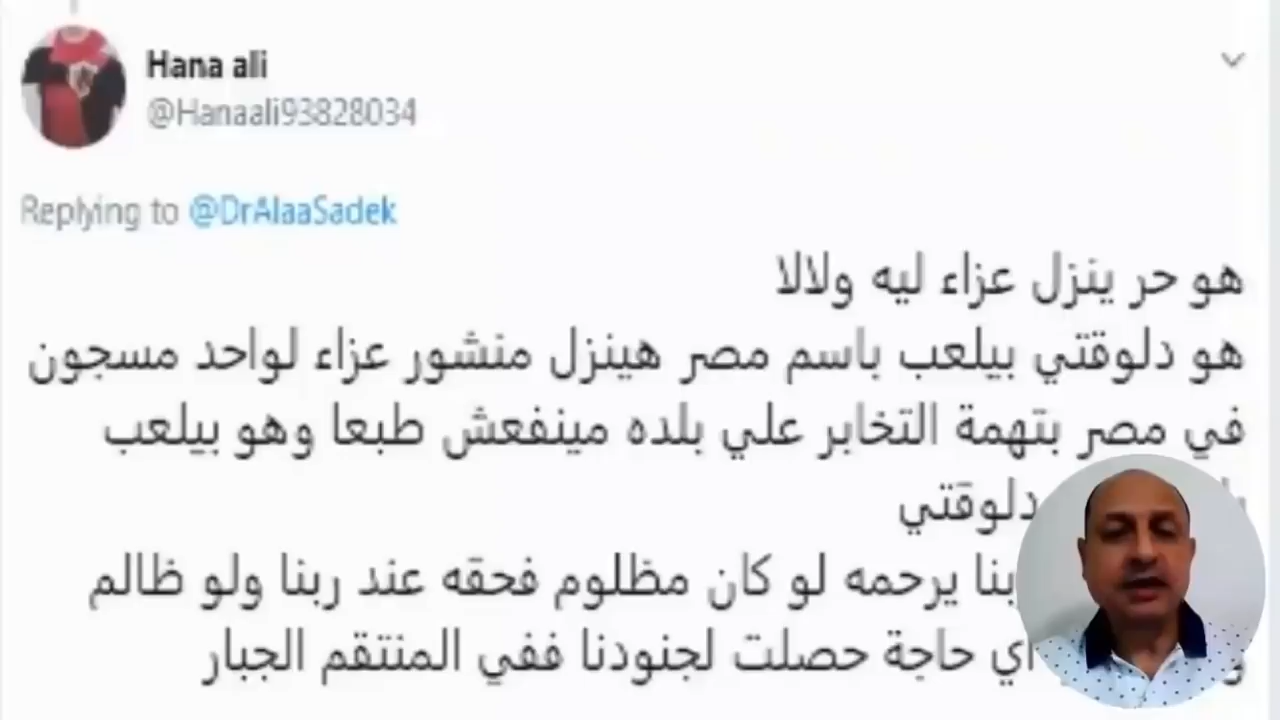 Hana ali
@Hanaali93828034
Replying to @DrAlaaSadek
هو حر ينزل عزاء ليه ولالا
هو دلوقتي بيلعب باسم مصر هينزل منشور عزاء لواحد مسجون
في مصر بتهمة التخابر علي بلده مينفعش طبعا وهو بيلعب
دلوقتي
يرحمه لو كان مظلوم فحقه عند ربنا ولو ظالم
اي حاجة حصلت لجنودنا ففي المنتقم الجبار